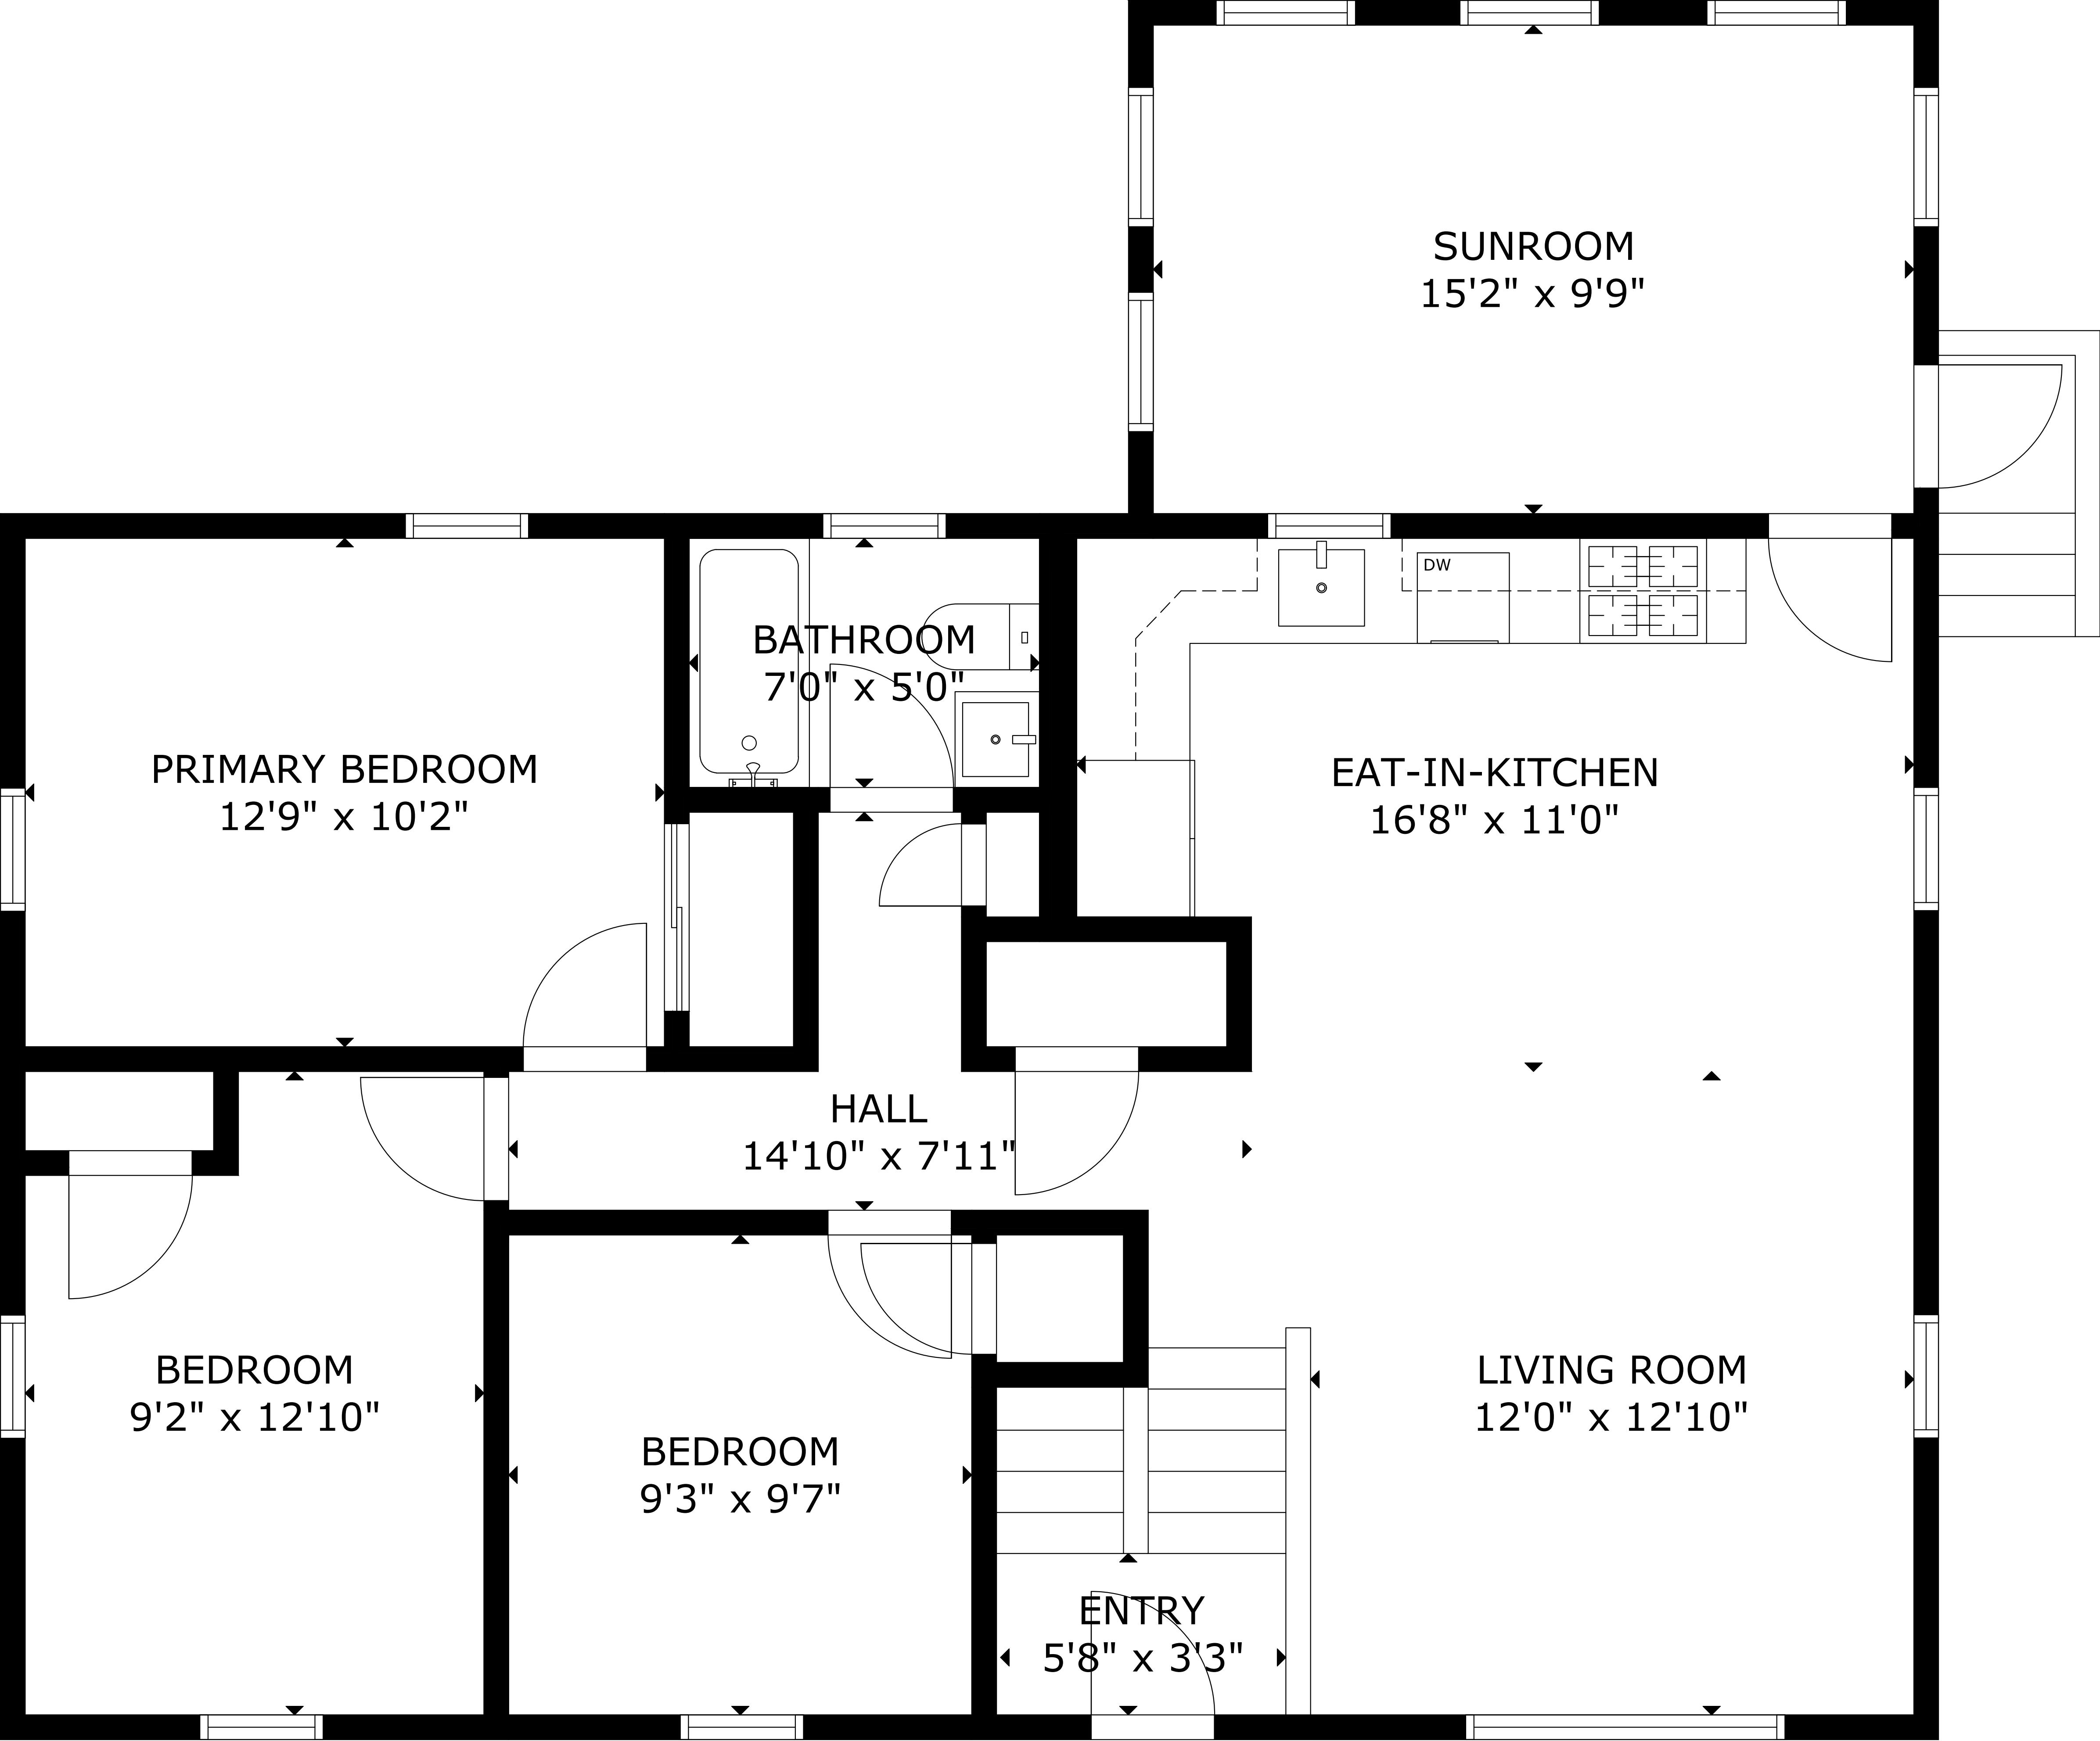 SUNROOM
15'2" x 9'9"
DW
BATHROOM
7'0" x 5'0"
PRIMARY BEDROOM
12'9" x 10'2"
EAT-IN-KITCHEN
16'8" x 11'0"
HALL
14'10" x 7'11"
BEDROOM
9'2" x 12'10"
LIVING ROOM
12'0" x 12'10"
BEDROOM
9'3" x 9'7"
ENTRY
5'8" x 3'3"